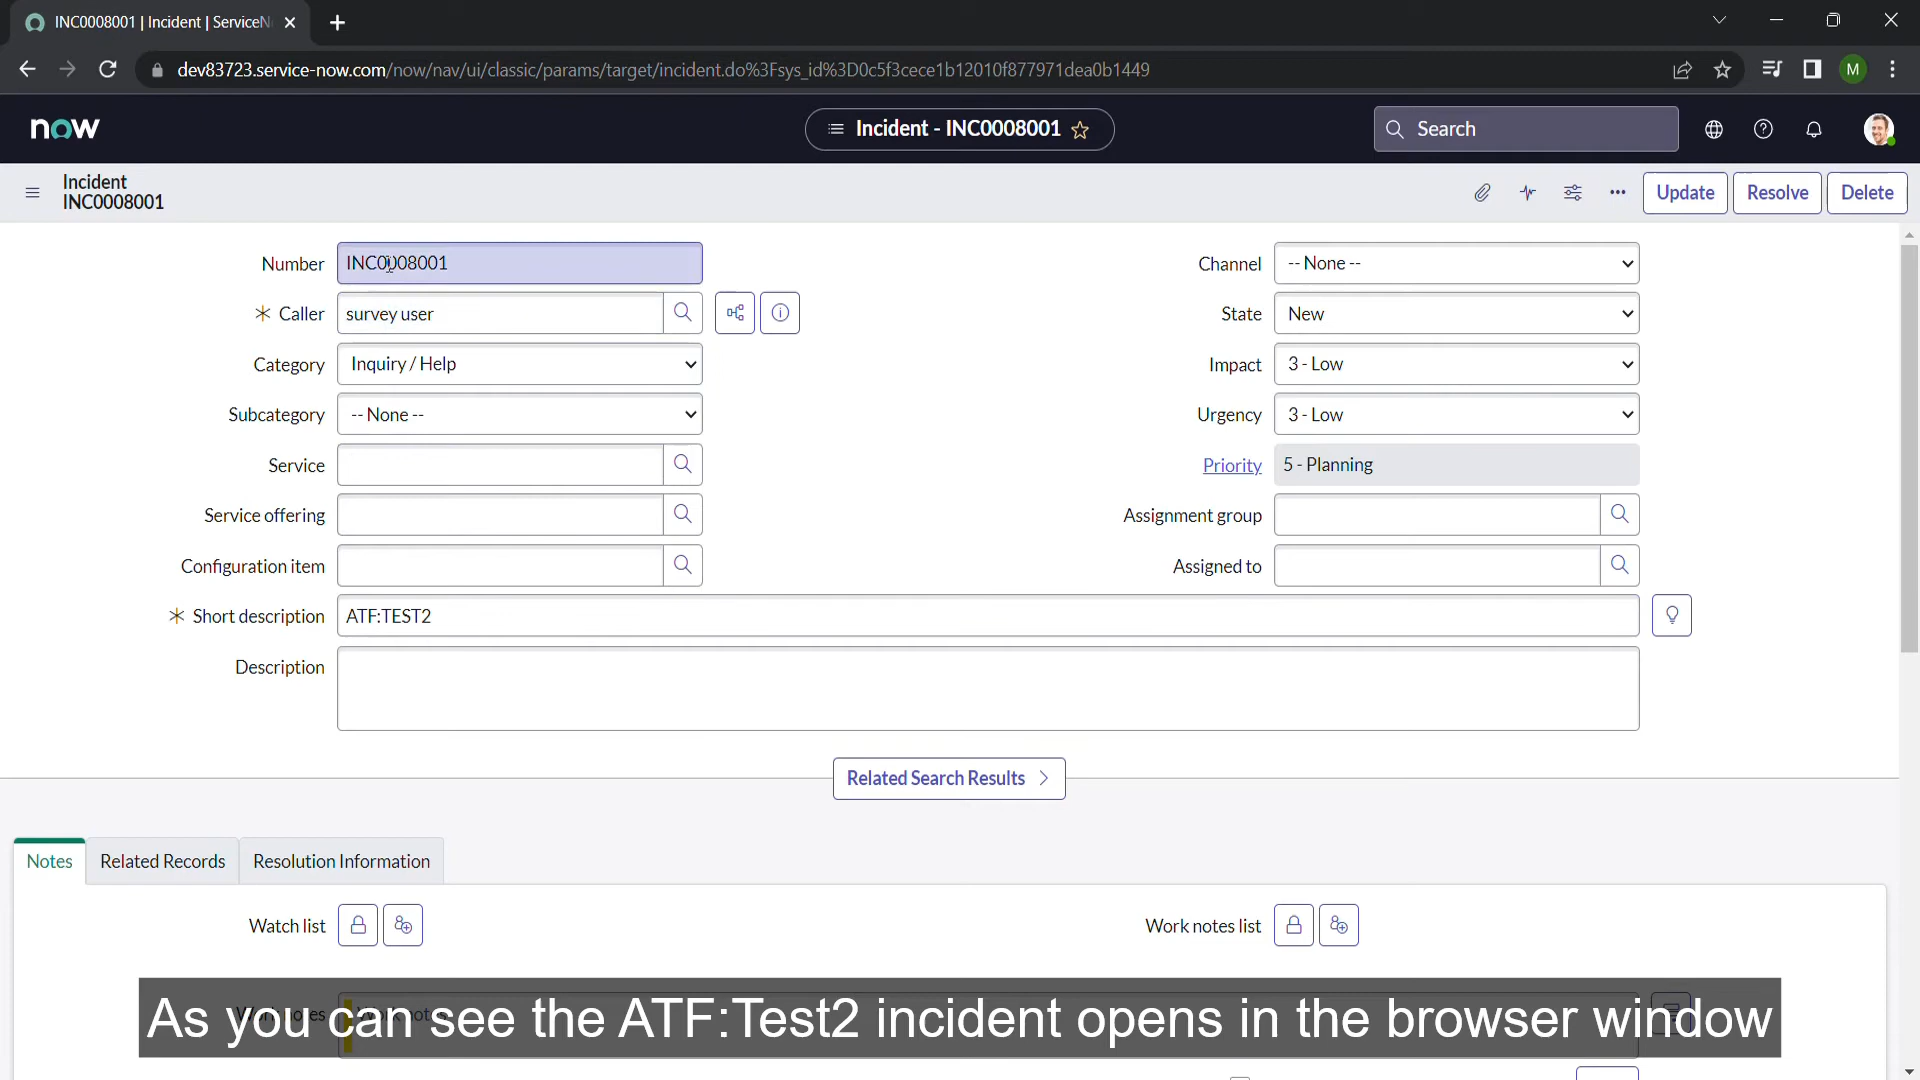 INC0008001 | Incident | ServiceN
dev83723.service-now.com/now/nav/ui/classic/params/target/incident.do%3Fsys_id%3D0c5f3cece1b12010f877971dea0b1449
M
now
Incident - INC0008001
Search
Incident
INC0008001
Update
Resolve
Delete
Number
INC0008001
Channel
-- None --
Caller
survey user
State
New
Category
Inquiry / Help
Impact
3 - Low
Subcategory
-- None --
Urgency
3 - Low
Service
Priority
5 - Planning
Service offering
Assignment group
Configuration item
Assigned to
Short description
ATF:TEST2
Description
Related Search Results
Notes
Related Records
Resolution Information
Watch list
Work notes list
As you can see the ATF:Test2 incident opens in the browser window